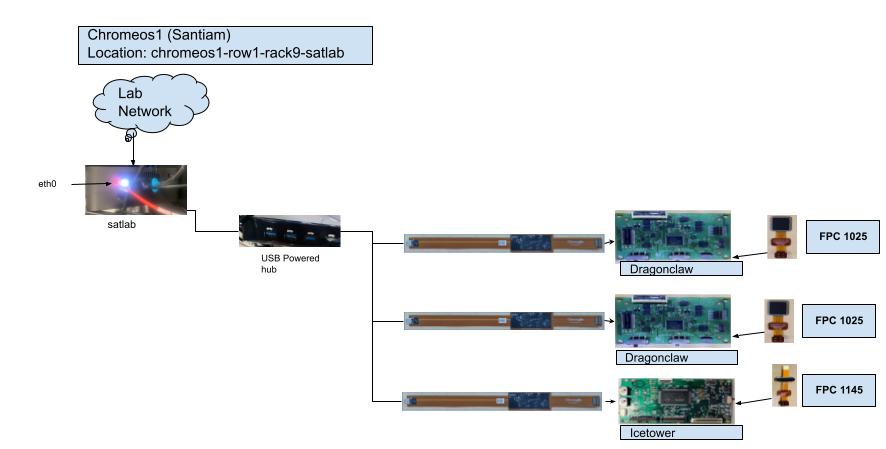 Chromeos1 (Santiam)
Location: chromeos1-row1-rack9-satlab
Lab
Network
eth0
satlab
USB Powered
hub
Dragonclaw
FPC 1025
Dragonclaw
FPC 1025
Icetower
FPC 1145